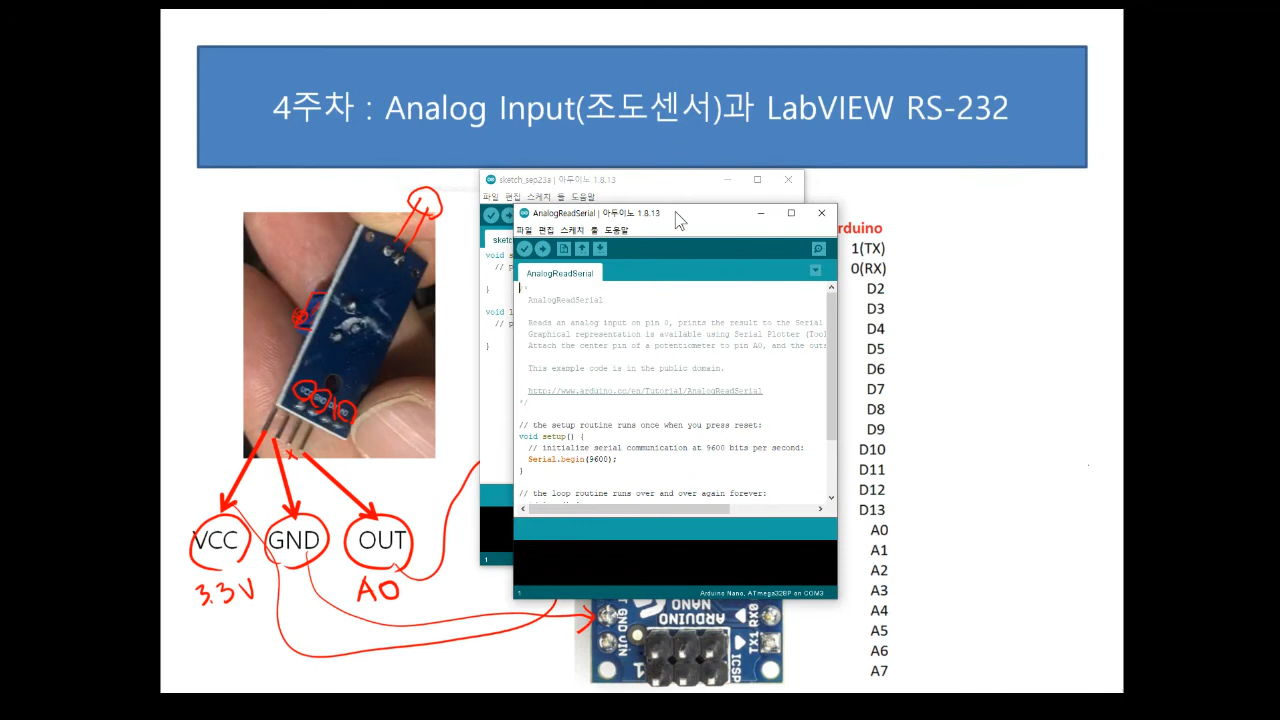 4주차 : Analog Input(조도센서)과 LabVIEW RS-232
sketch_sep23a | 아두이노 1.8.13
파일 편집 스케치 툴 도움말
AnalogReadSerial | 아두이노 1.8.13
파일 편집 스케치 툴 도움말
AnalogReadSerial
AnalogReadSerial
Reads an analog input on pin 0, prints the result to the Serial
Graphical representation is available using Serial Plotter (Tool
Attach the center pin of a potentiometer to pin A0, and the outs
This example code is in the public domain.
http://www.arduino.cc/en/Tutorial/AnalogReadSerial
*/
// the setup routine runs once when you press reset:
void setup() {
// initialize serial communication at 9600 bits per second:
Serial.begin(9600);
}
// the loop routine runs over and over again forever:
1
Arduino Nano, ATmega328P on COM3
sketc
void s
// p
}
void l
// p
}
1
rduino
1(TX)
0(RX)
D2
D3
D4
D5
D6
D7
D8
D9
D10
D11
D12
D13
A0
A1
A2
A3
A4
A5
A6
A7
VCC GND OUT
3.3V A0
VCC
GND
GND VIN
ARDUINO
NANO
TX1 RX0
ICSP
1